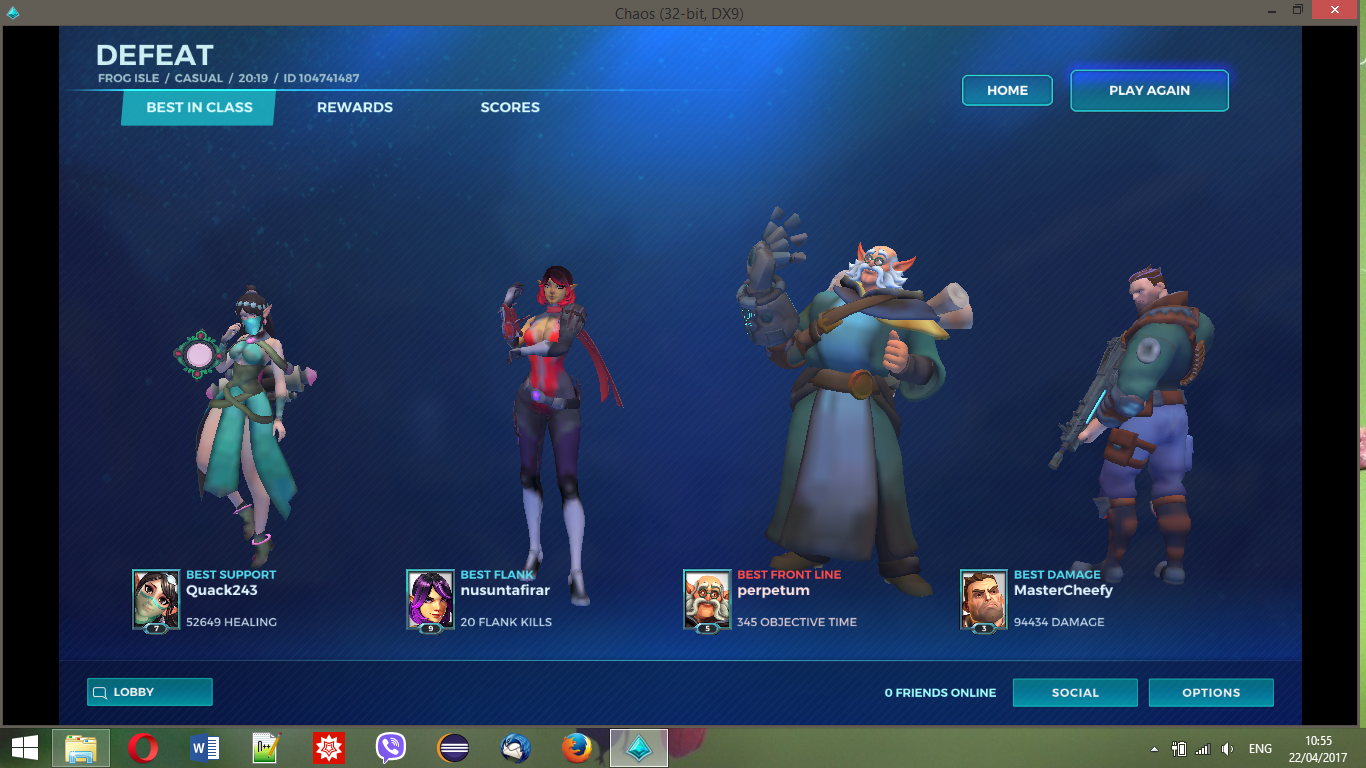 Chaos (32-bit, DX9)
DEFEAT
FROG ISLE / CASUAL / 20:19 / ID 104741487
HOME
PLAY AGAIN
BEST IN CLASS
REWARDS
SCORES
BEST SUPPORT
Quack243
52649 HEALING
7
BEST FLANK
nusuntafirar
20 FLANK KILLS
9
BEST FRONT LINE
perpetum
345 OBJECTIVE TIME
5
BEST DAMAGE
MasterCheefy
94434 DAMAGE
3
LOBBY
0 FRIENDS ONLINE
SOCIAL
OPTIONS
ENG
10:55
22/04/2017